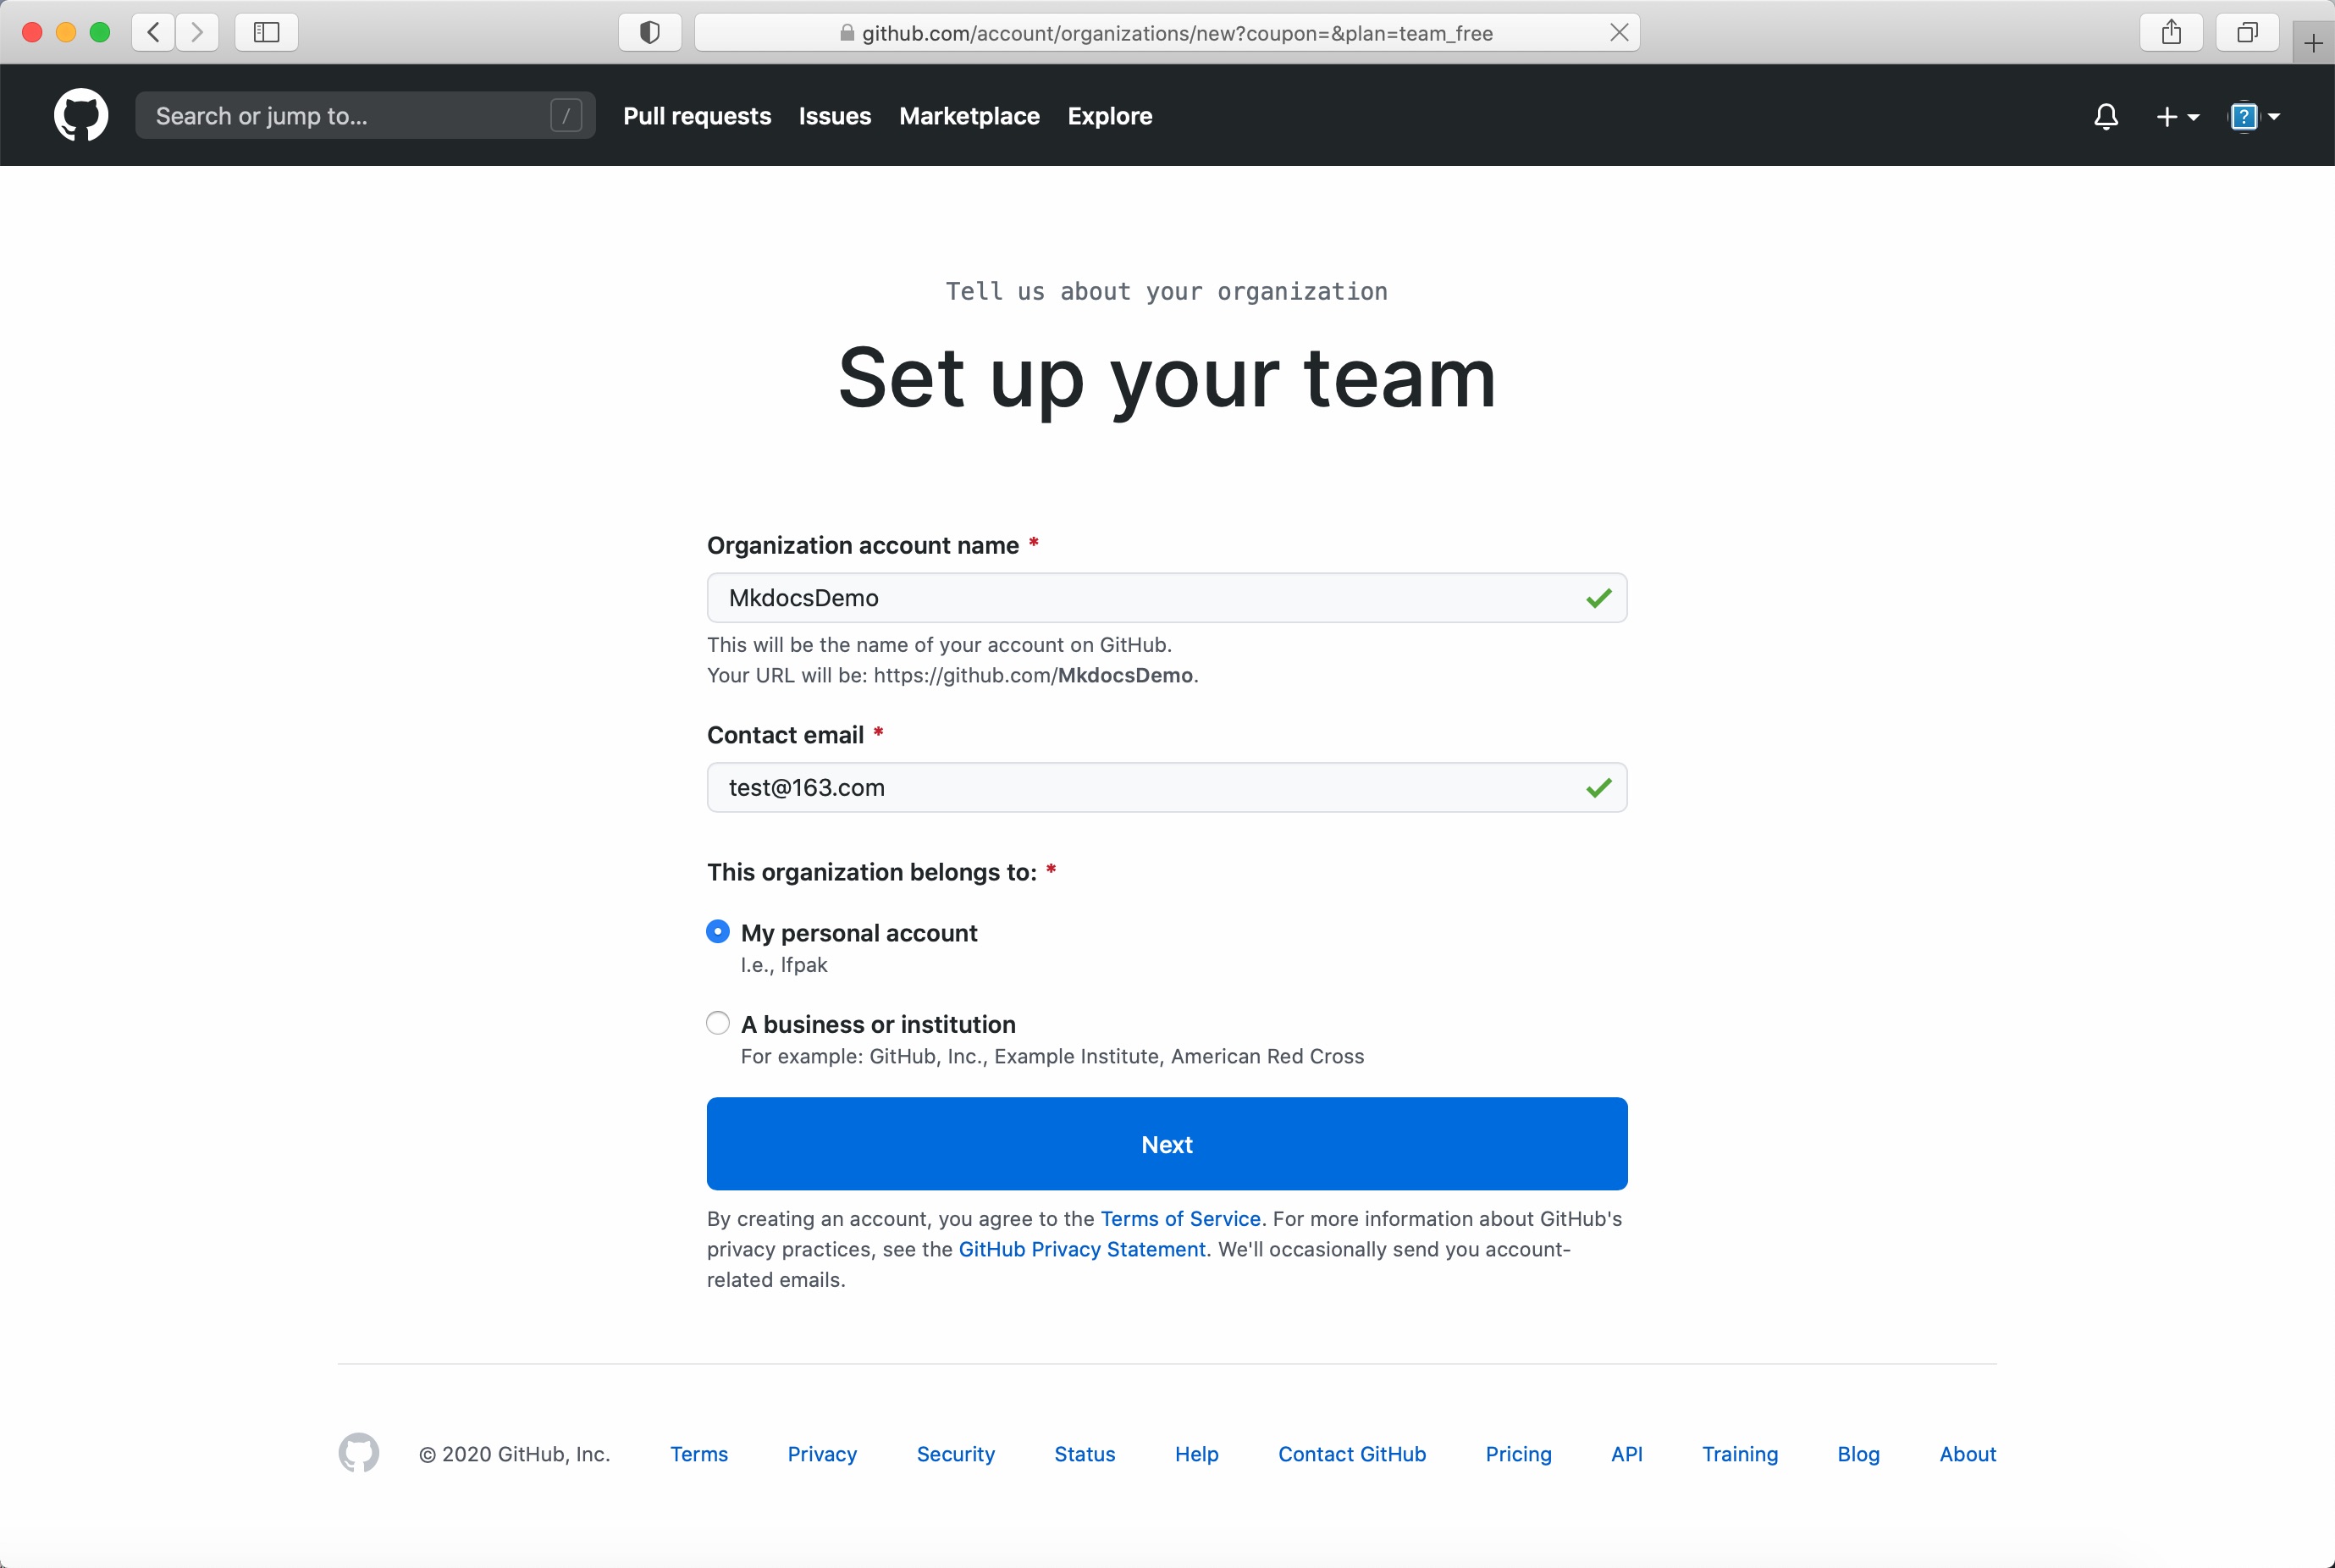 github.com/account/organizations/new?coupon=&plan=team_free
Search or jump to... /
Pull requests Issues Marketplace Explore
Tell us about your organization
Set up your team
Organization account name *
MkdocsDemo
This will be the name of your account on GitHub.
Your URL will be: https://github.com/MkdocsDemo.
Contact email *
test@163.com
This organization belongs to: *
My personal account
I.e., lfpak
A business or institution
For example: GitHub, Inc., Example Institute, American Red Cross
Next
By creating an account, you agree to the Terms of Service. For more information about GitHub's
privacy practices, see the GitHub Privacy Statement. We'll occasionally send you account-
related emails.
© 2020 GitHub, Inc. Terms Privacy Security Status Help Contact GitHub Pricing API Training Blog About